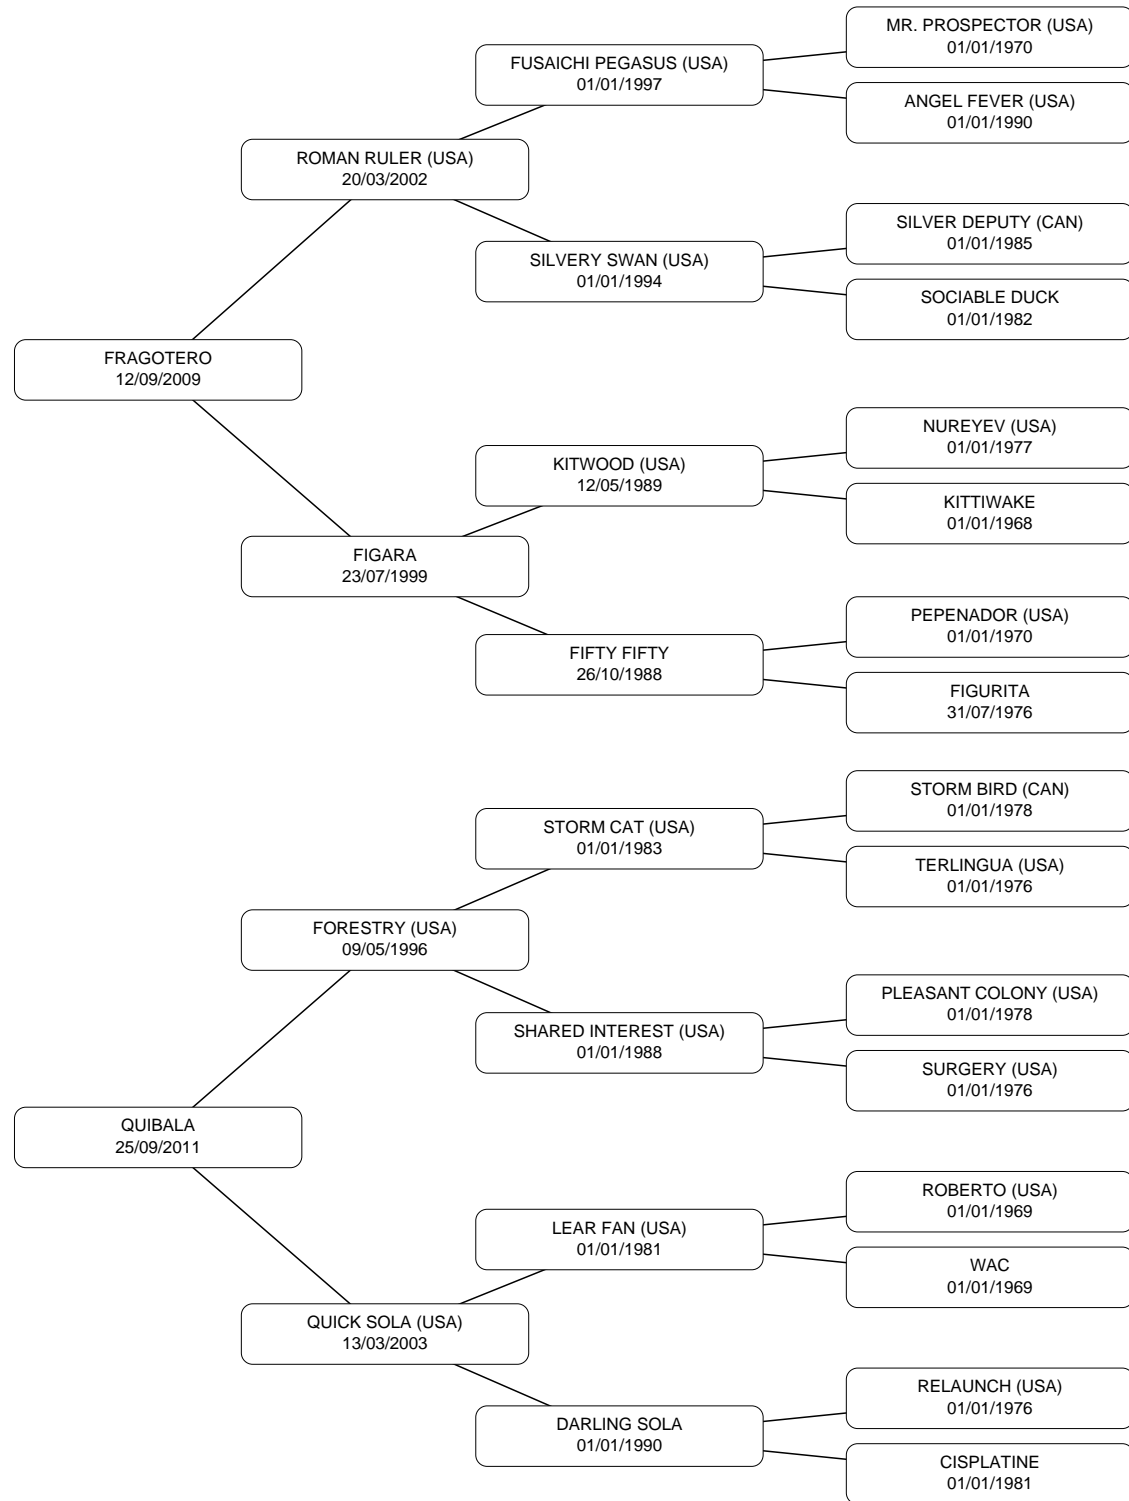 MR. PROSPECTOR (USA)
01/01/1970
FUSAICHI PEGASUS (USA)
01/01/1997
ANGEL FEVER (USA)
01/01/1990
ROMAN RULER (USA)
20/03/2002
SILVER DEPUTY (CAN)
01/01/1985
SILVERY SWAN (USA)
01/01/1994
SOCIABLE DUCK
01/01/1982
FRAGOTERO
12/09/2009
NUREYEV (USA)
01/01/1977
KITWOOD (USA)
12/05/1989
KITTIWAKE
01/01/1968
FIGARA
23/07/1999
PEPENADOR (USA)
01/01/1970
FIFTY FIFTY
26/10/1988
FIGURITA
31/07/1976
STORM BIRD (CAN)
01/01/1978
STORM CAT (USA)
01/01/1983
TERLINGUA (USA)
01/01/1976
FORESTRY (USA)
09/05/1996
PLEASANT COLONY (USA)
01/01/1978
SHARED INTEREST (USA)
01/01/1988
SURGERY (USA)
01/01/1976
QUIBALA
25/09/2011
ROBERTO (USA)
01/01/1969
LEAR FAN (USA)
01/01/1981
WAC
01/01/1969
QUICK SOLA (USA)
13/03/2003
RELAUNCH (USA)
01/01/1976
DARLING SOLA
01/01/1990
CISPLATINE
01/01/1981